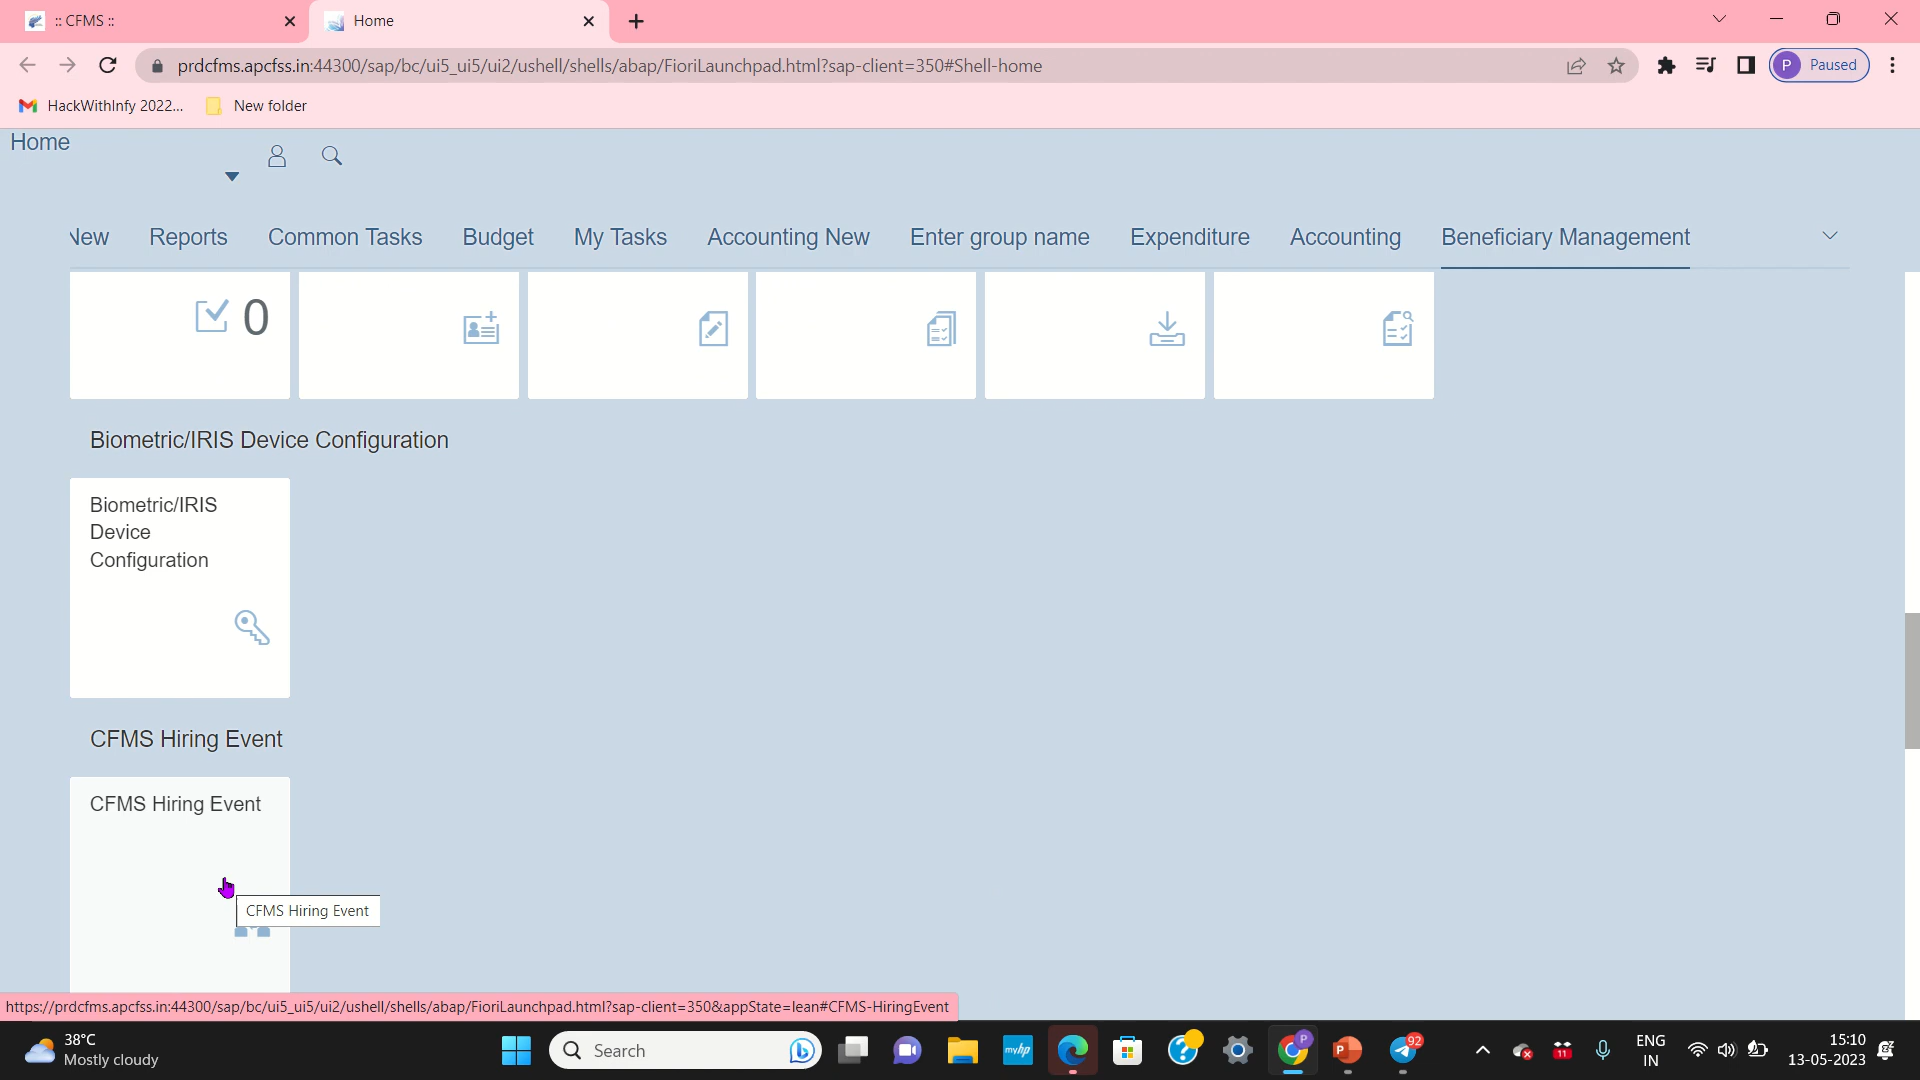 :: CFMS ::
Home
prdcfms.apcfss.in:44300/sap/bc/ui5_ui5/ui2/ushell/shells/abap/FioriLaunchpad.html?sap-client=350#Shell-home
P
Paused
HackWithInfy 2022...
New folder
Home
New Reports Common Tasks Budget My Tasks Accounting New Enter group name Expenditure Accounting Beneficiary Management
0
Biometric/IRIS Device Configuration
Biometric/IRIS
Device
Configuration
CFMS Hiring Event
CFMS Hiring Event
CFMS Hiring Event
https://prdcfms.apcfss.in:44300/sap/bc/ui5_ui5/ui2/ushell/shells/abap/FioriLaunchpad.html?sap-client=350&appState=lean#CFMS-HiringEvent
38°C
Mostly cloudy
Search
myhp
P
92
11
ENG
IN
15:10
13-05-2023